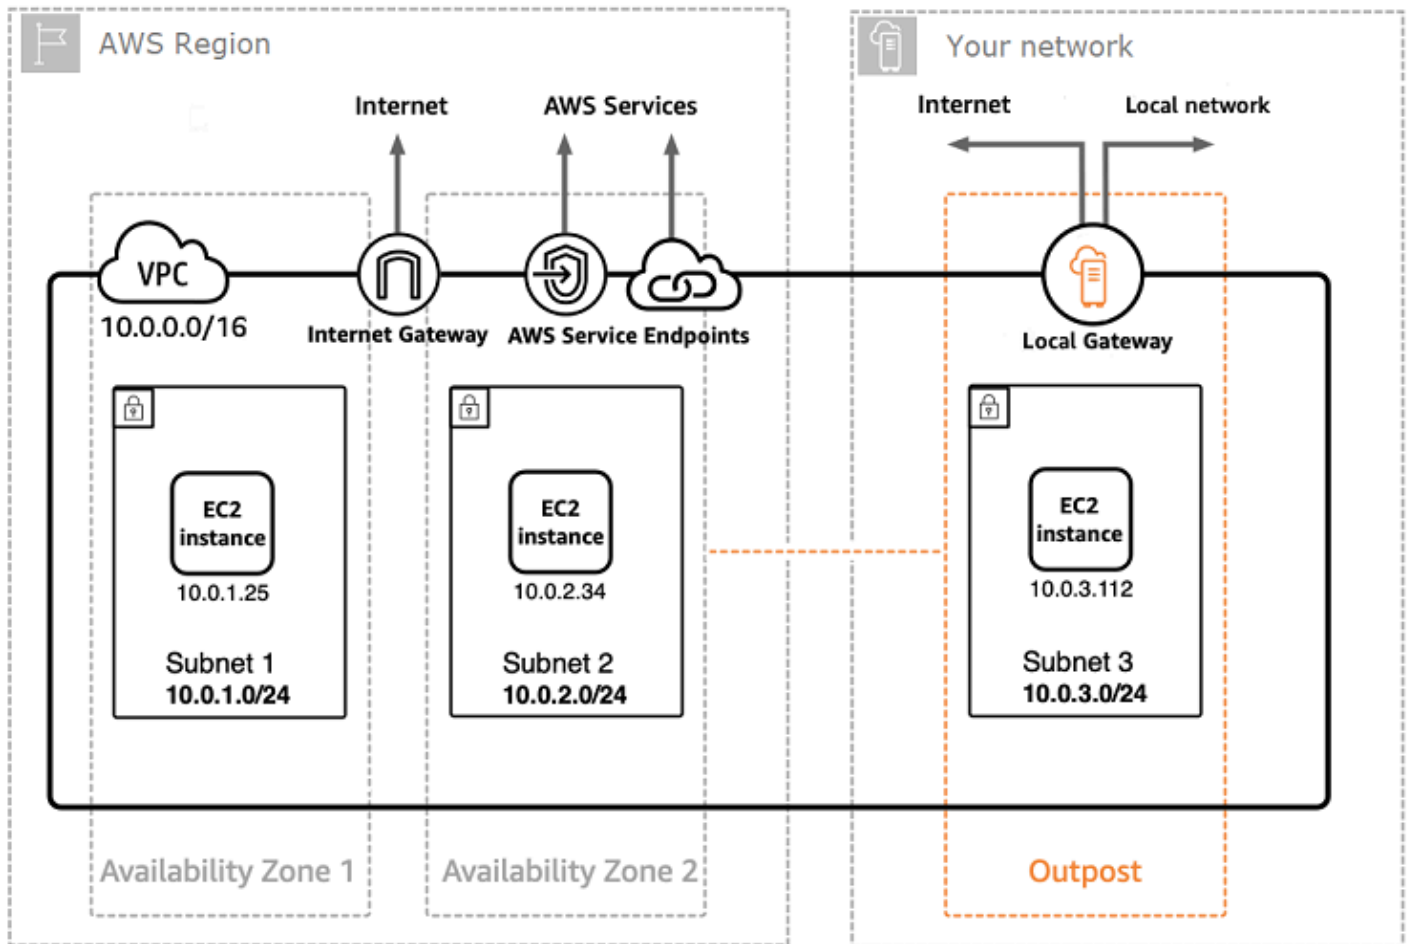 AWS Region
Your network
Internet
AWS Services
Internet
Local network
VPC
10.0.0.0/16
Internet Gateway
AWS Service Endpoints
Local Gateway
EC2
instance
10.0.1.25
Subnet 1
10.0.1.0/24
EC2
instance
10.0.2.34
Subnet 2
10.0.2.0/24
EC2
instance
10.0.3.112
Subnet 3
10.0.3.0/24
Availability Zone 1
Availability Zone 2
Outpost